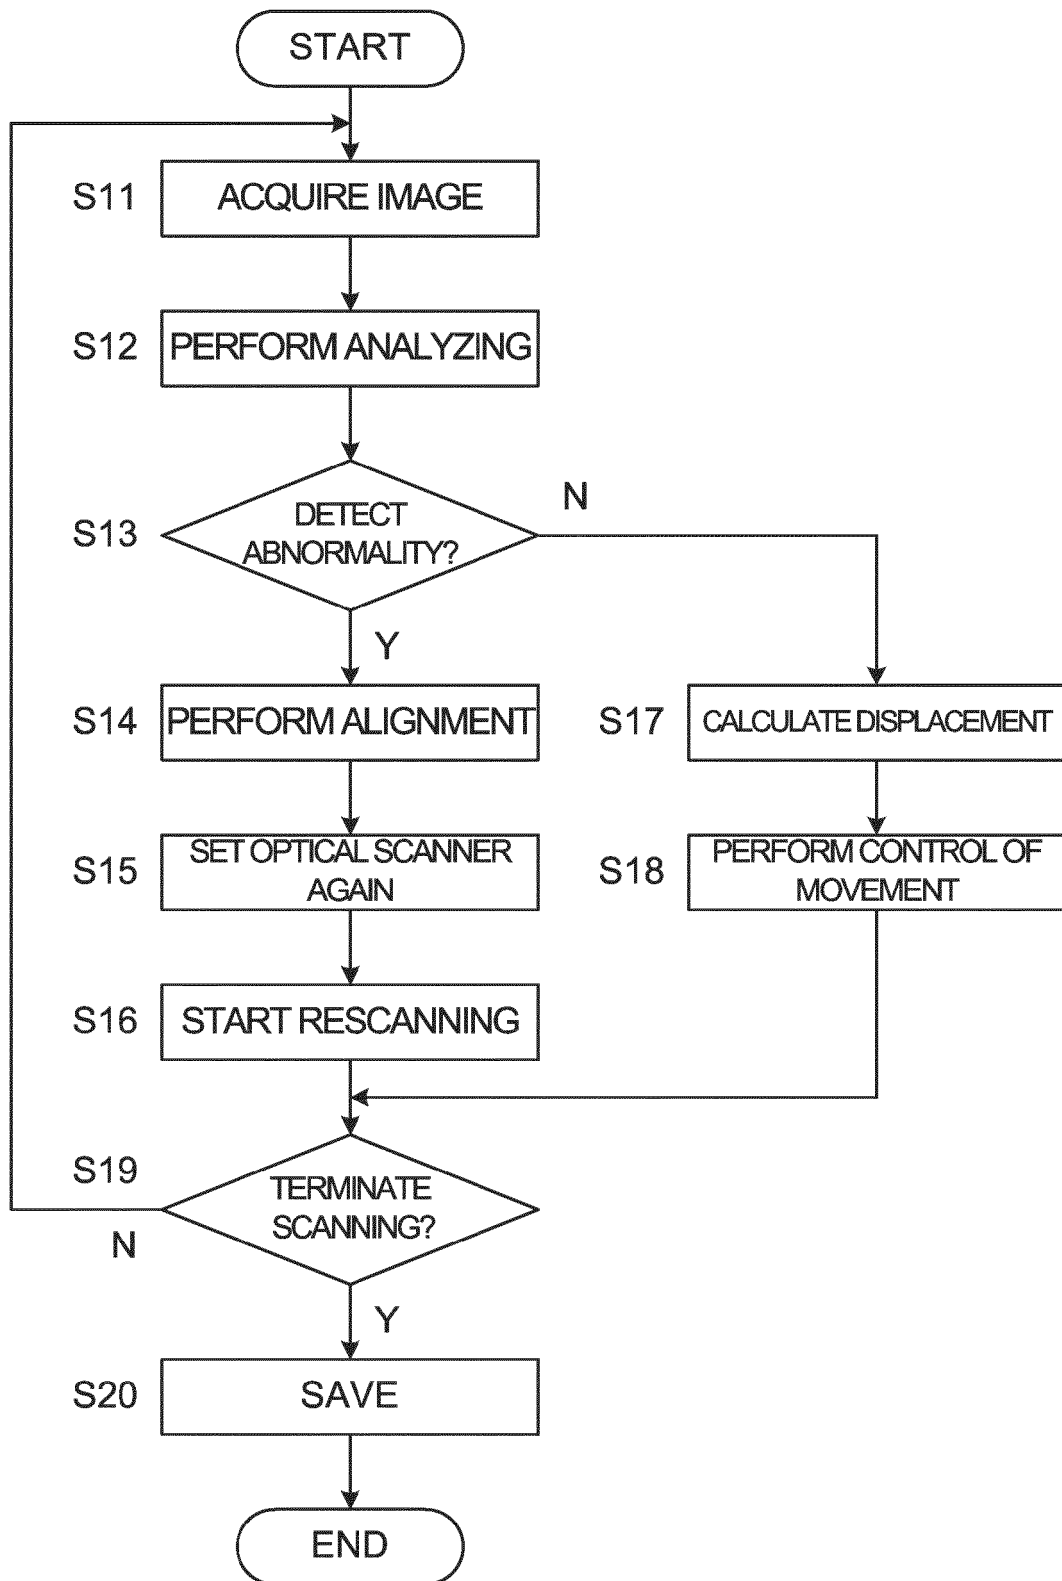 START
S11
ACQUIRE IMAGE
S12
PERFORM ANALYZING
S13
DETECT
ABNORMALITY?
N
Y
S14
PERFORM ALIGNMENT
S17
CALCULATE DISPLACEMENT
S15
SET OPTICAL SCANNER
AGAIN
S18
PERFORM CONTROL OF
MOVEMENT
S16
START RESCANNING
S19
TERMINATE
SCANNING?
N
Y
S20
SAVE
END